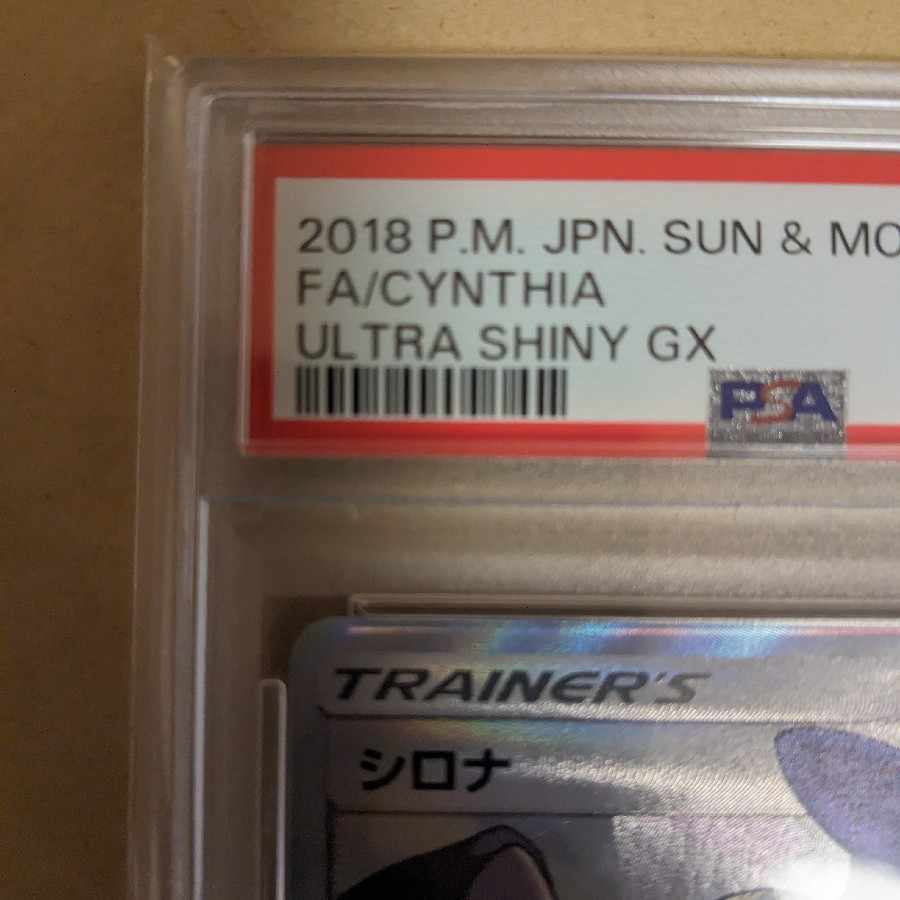 2018 P.M. JPN. SUN & MO
FA/CYNTHIA
ULTRA SHINY GX
PSA
TRAINER'S
シロナ